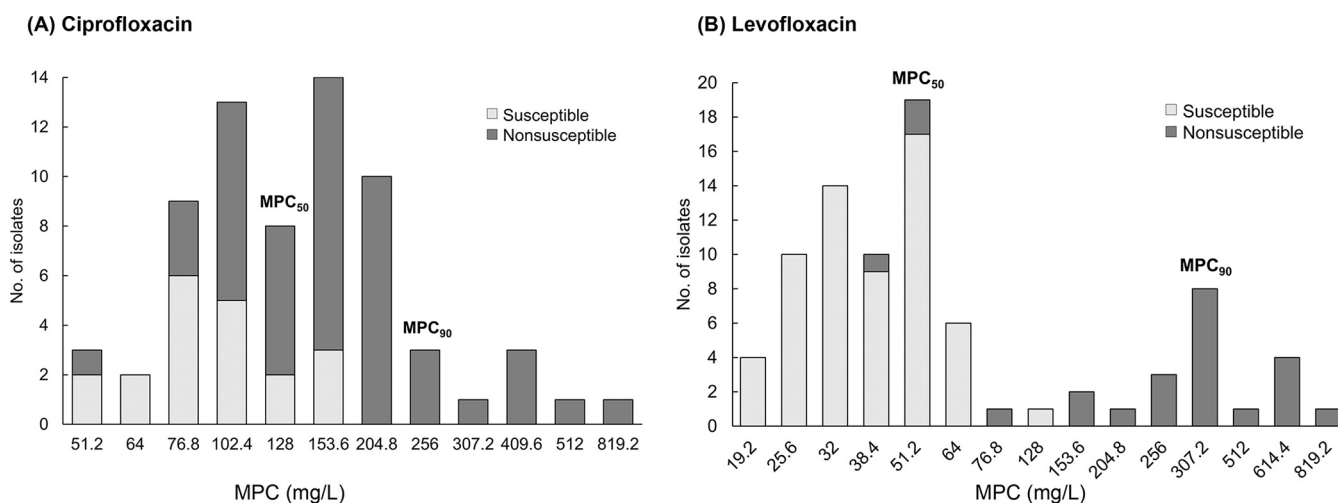 (A) Ciprofloxacin
14
12
10
8
6
4
2
0
No. of isolates
Susceptible
Nonsusceptible
MPC50
MPC90
51.2 64 76.8 102.4 128 153.6 204.8 256 307.2 409.6 512 819.2
MPC (mg/L)
(B) Levofloxacin
20
18
16
14
12
10
8
6
4
2
0
No. of isolates
MPC50
Susceptible
Nonsusceptible
MPC90
19.2 25.6 32 38.4 51.2 64 76.8 128 153.6 204.8 256 307.2 512 614.4 819.2
MPC (mg/L)